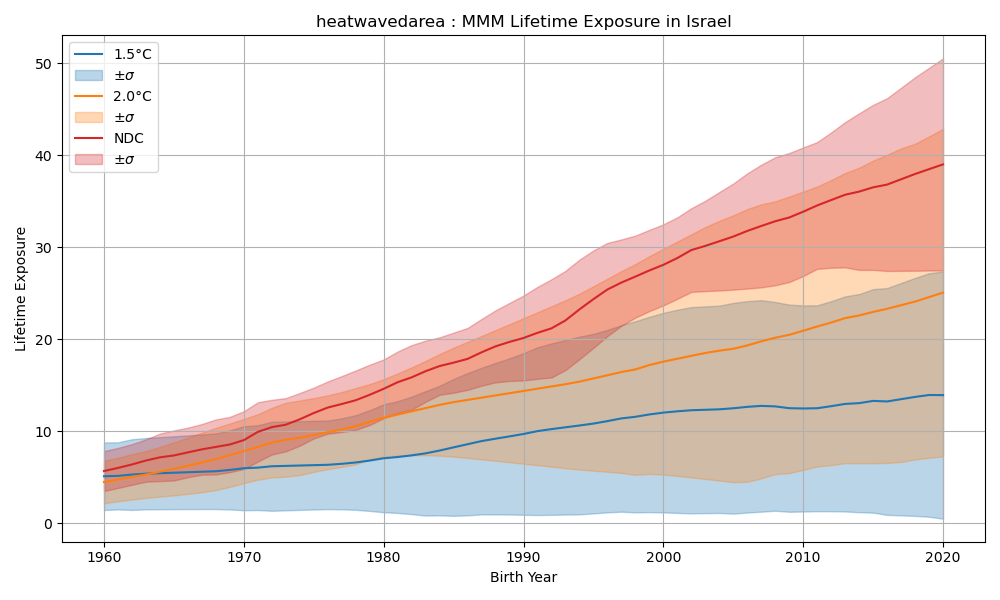 heatwavedarea : MMM Lifetime Exposure in Israel
1.5°C
±σ
2.0°C
±σ
NDC
±σ
Lifetime Exposure
50
40
30
20
10
0
1960 1970 1980 1990 2000 2010 2020
Birth Year